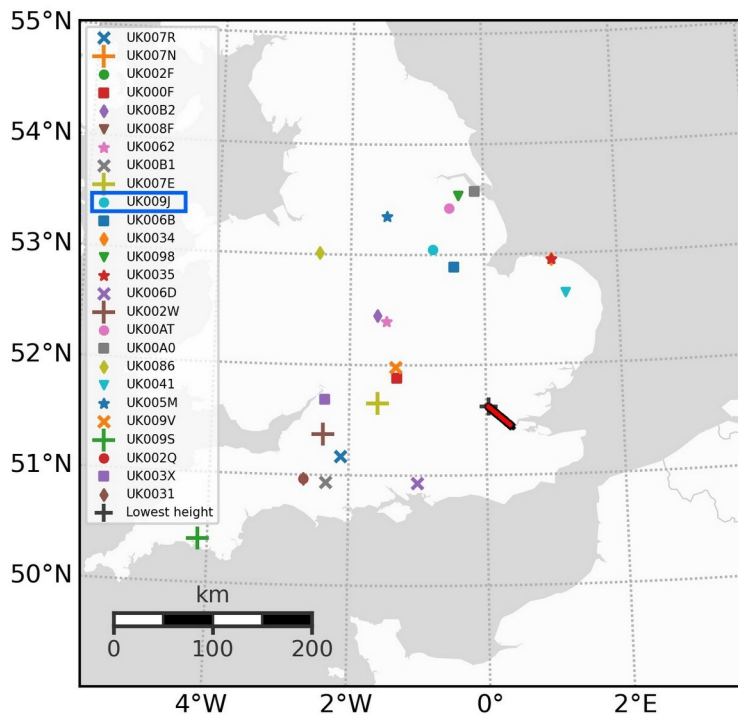 55°N
54°N
53°N
52°N
51°N
50°N
UK007R
UK007N
UK002F
UK000F
UK00B2
UK008F
UK0062
UK00B1
UK007E
UK009J
UK006B
UK0034
UK0098
UK0035
UK006D
UK002W
UK00AT
UK00A0
UK0086
UK0041
UK005M
UK009V
UK009S
UK002Q
UK003X
UK0031
Lowest height
km
0 100 200
4°W 2°W 0° 2°E